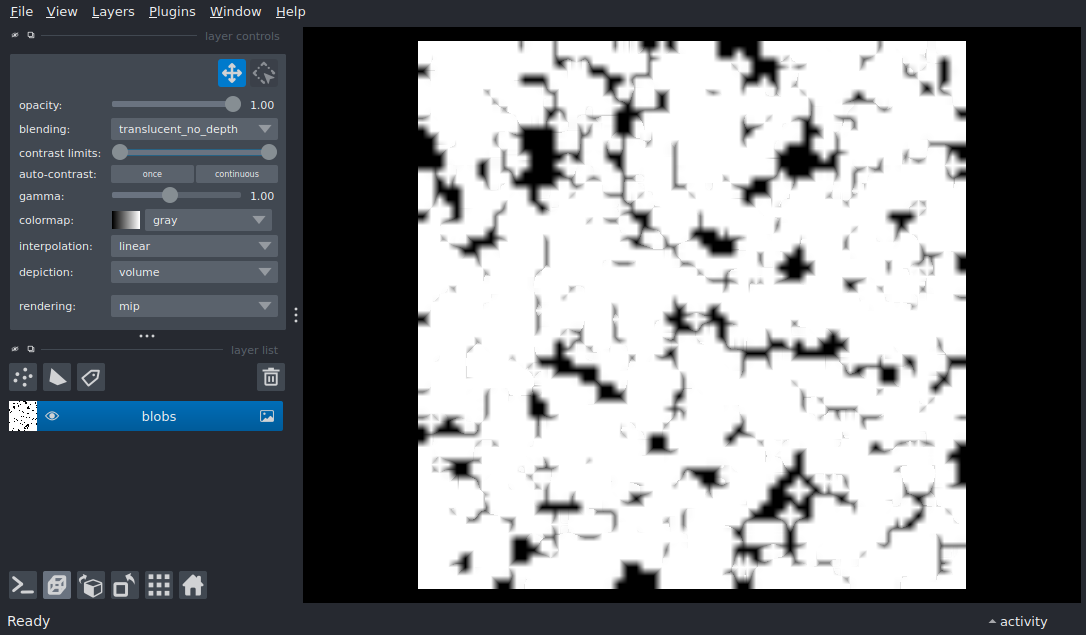 File View Layers Plugins Window Help
layer controls
opacity: 1.00
blending: translucent_no_depth
contrast limits:
auto-contrast: once continuous
gamma: 1.00
colormap: gray
interpolation: linear
depiction: volume
rendering: mip
layer list
blobs
Ready activity